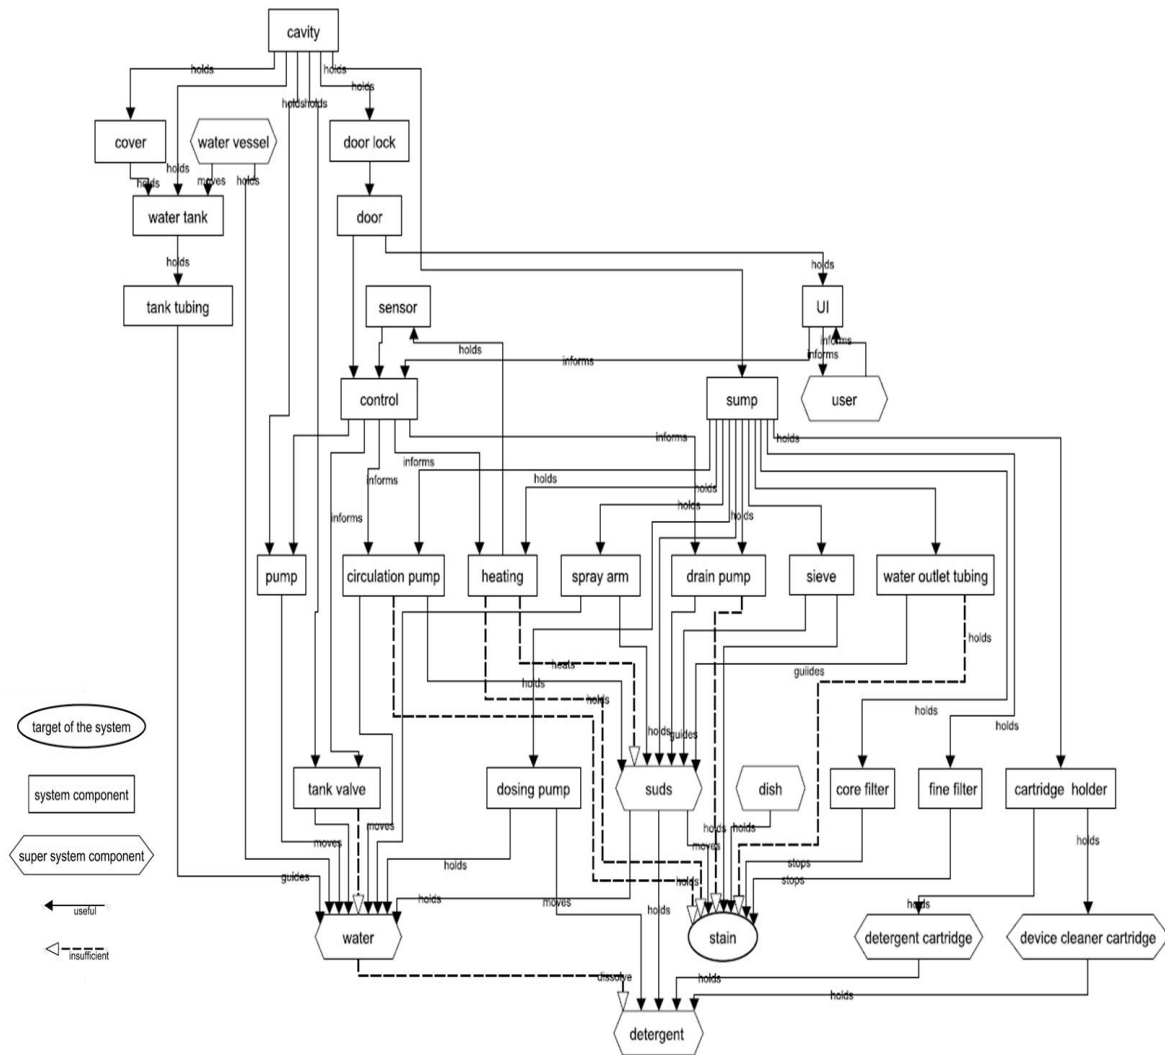 cavity
holds
holds
holds
holds
holds
holds
cover
water vessel
door lock
holds
moves
holds
holds
water tank
door
holds
holds
tank tubing
sensor
UI
informs
informs
holds
informs
control
sump
user
holds
informs
informs
informs
holds
holds
holds
holds
informs
pump
circulation pump
heating
spray arm
drain pump
sieve
water outlet tubing
holds
heats
guiides
holds
holds
target of the system
holds
guides
holds
holds
system component
tank valve
dosing pump
suds
dish
core filter
fine filter
cartridge holder
moves
holds
holds
moves
moves
holds
super system component
holds
stops
guides
holds
holds
moves
stops
holds
useful
holds
water
stain
detergent cartridge
device cleaner cartridge
insufficient
dissolve
holds
holds
detergent